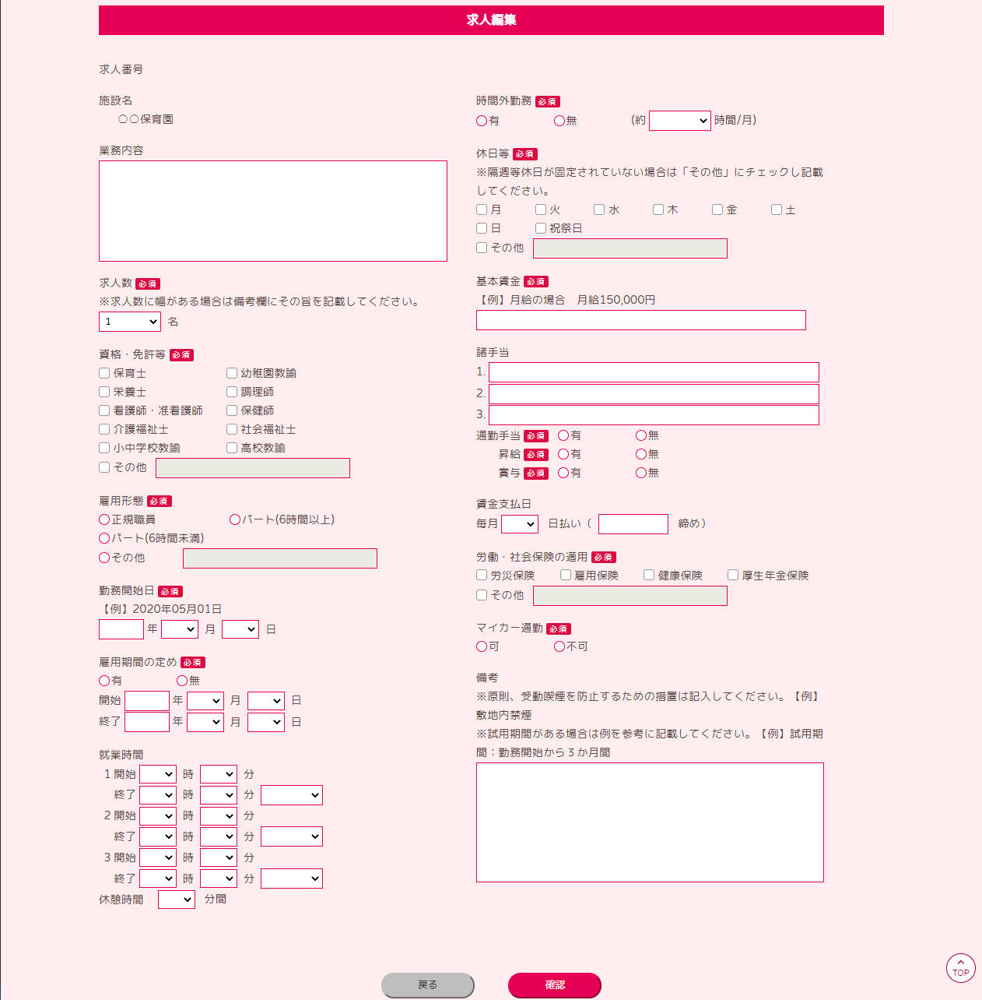 求人編集
求人番号
施設名
〇〇保育園
業務内容
求人数 必須
※求人数に幅がある場合は備考欄にその旨を記載してください。
1 名
資格・免許等 必須
保育士 幼稚園教諭
栄養士 調理師
看護師・准看護師 保健師
介護福祉士 社会福祉士
小中学校教諭 高校教諭
その他
雇用形態 必須
正規職員 パート(6時間以上)
パート(6時間未満)
その他
勤務開始日 必須
【例】2020年05月01日
年 月 日
雇用期間の定め 必須
有 無
開始 年 月 日
終了 年 月 日
就業時間
1 開始 時 分
終了 時 分
2 開始 時 分
終了 時 分
3 開始 時 分
終了 時 分
休憩時間 分間
時間外勤務 必須
有 無 (約 時間/月)
休日等 必須
※隔週等休日が固定されていない場合は「その他」にチェックし記載
してください。
月 火 水 木 金 土
日 祝祭日
その他
基本賃金 必須
【例】月給の場合　月給150,000円
諸手当
1.
2.
3.
通勤手当 必須 有 無
昇給 必須 有 無
賞与 必須 有 無
賃金支払日
毎月 日払い（ 締め）
労働・社会保険の適用 必須
労災保険 雇用保険 健康保険 厚生年金保険
その他
マイカー通勤 必須
可 不可
備考
※原則、受動喫煙を防止するための措置は記入してください。【例】
敷地内禁煙
※試用期間がある場合は例を参考に記載してください。【例】試用期
間：勤務開始から３か月間
戻る 確認
TOP